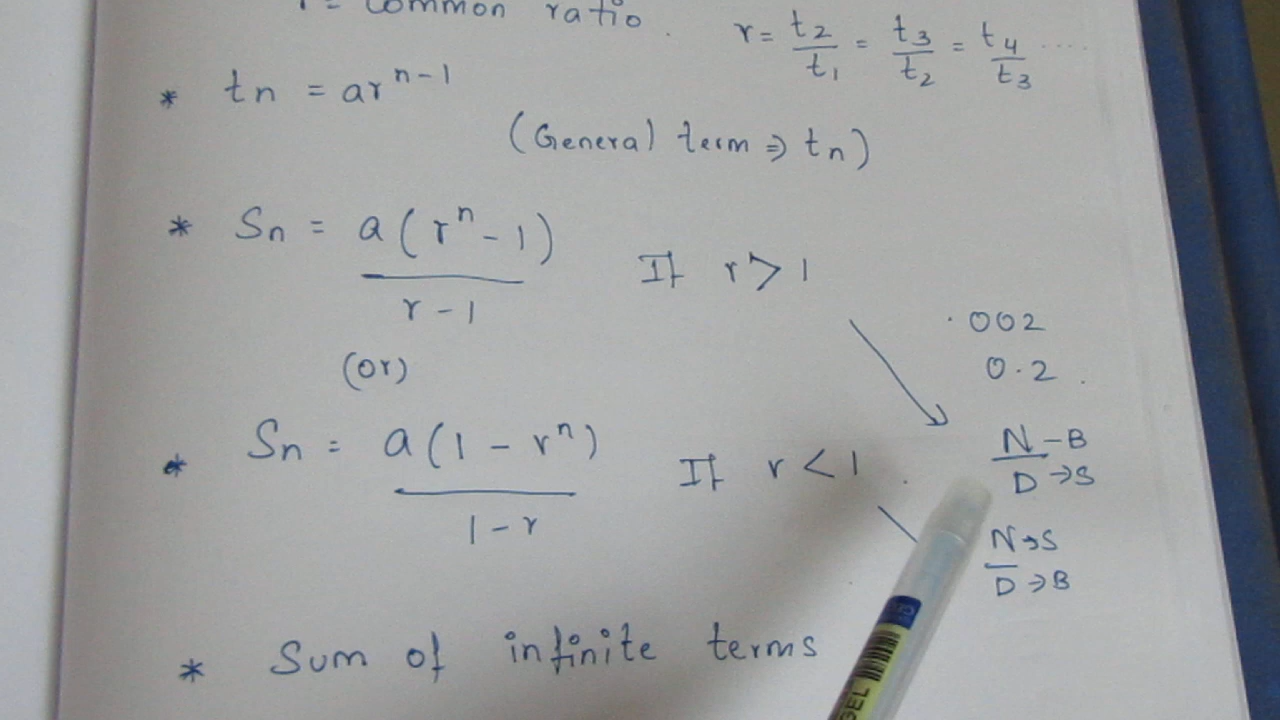 r = common ratio.
r = t2/t1 = t3/t2 = t4/t3 .....
* tn = ar^n-1
(General term ⇒ tn)
* Sn = a(r^n - 1)
r - 1
If r > 1
(or)
.002
0.2.
* Sn = a(1 - r^n)
1 - r
If r < 1.
N - B
D → S
N → S
D → B
* Sum of infinite terms
GEL